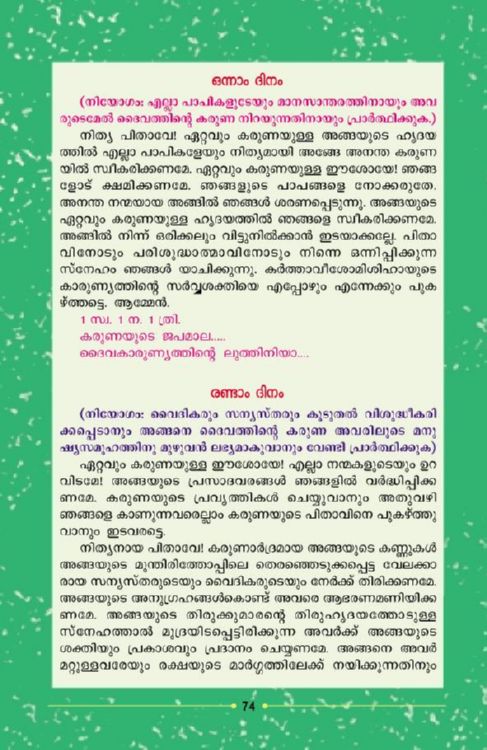 ഒന്നാം ദിനം
(നിയോഗം: എല്ലാ പാപികളുടേയും മാനസാന്തരത്തിനായും അവ
രുടെമേൽ ദൈവത്തിന്റെ കരുണ നിറയുന്നതിനായും പ്രാർത്ഥിക്കുക.)
നിത്യ പിതാവേ! ഏറ്റവും കരുണയുള്ള അങ്ങയുടെ ഹൃദയ
ത്തിൽ എല്ലാ പാപികളേയും നിത്യമായി അങ്ങേ അനന്ത കരുണ
യിൽ സ്വീകരിക്കണമേ. ഏറ്റവും കരുണയുള്ള ഈശോയേ! ഞങ്ങ
ളോട് ക്ഷമിക്കണമേ. ഞങ്ങളുടെ പാപങ്ങളെ നോക്കരുതേ.
അനന്ത നന്മയായ അങ്ങിൽ ഞങ്ങൾ ശരണപ്പെടുന്നു. അങ്ങയുടെ
ഏറ്റവും കരുണയുള്ള ഹൃദയത്തിൽ ഞങ്ങളെ സ്വീകരിക്കണമേ.
അങ്ങിൽ നിന്ന് ഒരിക്കലും വിട്ടുനിൽക്കാൻ ഇടയാക്കല്ലേ. പിതാ
വിനോടും പരിശുദ്ധാത്മാവിനോടും നിന്നെ ഒന്നിപ്പിക്കുന്ന
സ്നേഹം ഞങ്ങൾ യാചിക്കുന്നു. കർത്താവീശോമിശിഹായുടെ
കാരുണ്യത്തിന്റെ സർവ്വശക്തിയെ എപ്പോഴും എന്നേക്കും പുക
ഴ്ത്തട്ടെ. ആമ്മേൻ.
1 സ്വ. 1 ന. 1 ത്രി.
കരുണയുടെ ജപമാല.....
ദൈവകാരുണ്യത്തിന്റെ ലുത്തിനിയാ....
രണ്ടാം ദിനം
(നിയോഗം: വൈദികരും സന്യസ്തരും കൂടുതൽ വിശുദ്ധീകരി
ക്കപ്പെടാനും അങ്ങനെ ദൈവത്തിന്റെ കരുണ അവരിലൂടെ മനു
ഷ്യസമൂഹത്തിനു മുഴുവൻ ലഭ്യമാകുവാനും വേണ്ടി പ്രാർത്ഥിക്കുക)
ഏറ്റവും കരുണയുള്ള ഈശോയേ! എല്ലാ നന്മകളുടെയും ഉറ
വിടമേ! അങ്ങയുടെ പ്രസാദവരങ്ങൾ ഞങ്ങളിൽ വർദ്ധിപ്പിക്ക
ണമേ. കരുണയുടെ പ്രവൃത്തികൾ ചെയ്യുവാനും അതുവഴി
ഞങ്ങളെ കാണുന്നവരെല്ലാം കരുണയുടെ പിതാവിനെ പുകഴ്ത്തു
വാനും ഇടവരട്ടെ.
നിത്യനായ പിതാവേ! കരുണാർദ്രമായ അങ്ങയുടെ കണ്ണുകൾ
അങ്ങയുടെ മുന്തിരിത്തോപ്പിലെ തെരഞ്ഞെടുക്കപ്പെട്ട വേലക്കാ
രായ സന്യസ്തരുടെയും വൈദികരുടെയും നേർക്ക് തിരിക്കണമേ.
അങ്ങയുടെ അനുഗ്രഹങ്ങൾകൊണ്ട് അവരെ ആഭരണമണിയിക്ക
ണമേ. അങ്ങയുടെ തിരുക്കുമാരന്റെ തിരുഹൃദയത്തോടുള്ള
സ്നേഹത്താൽ മുദ്രയിടപ്പെട്ടിരിക്കുന്ന അവർക്ക് അങ്ങയുടെ
ശക്തിയും പ്രകാശവും പ്രദാനം ചെയ്യണമേ. അങ്ങനെ അവർ
മറ്റുള്ളവരേയും രക്ഷയുടെ മാർഗ്ഗത്തിലേക്ക് നയിക്കുന്നതിനും
74